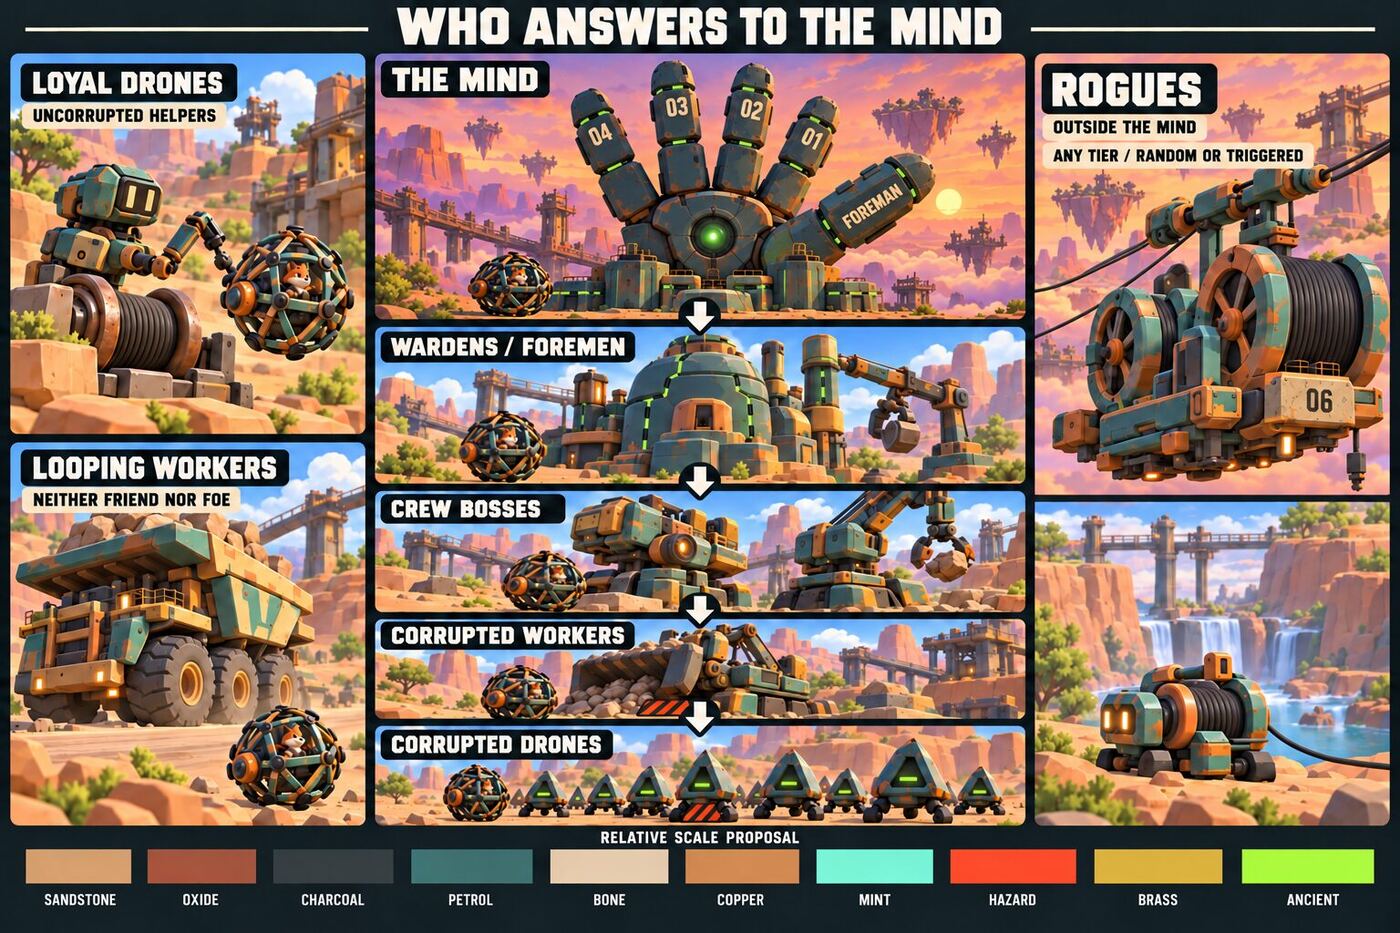 WHO ANSWERS TO THE MIND
LOYAL DRONES
UNCORRUPTED HELPERS
LOOPING WORKERS
NEITHER FRIEND NOR FOE
THE MIND
04
03
02
01
FOREMAN
WARDENS / FOREMEN
CREW BOSSES
CORRUPTED WORKERS
CORRUPTED DRONES
ROGUES
OUTSIDE THE MIND
ANY TIER / RANDOM OR TRIGGERED
06
RELATIVE SCALE PROPOSAL
SANDSTONE
OXIDE
CHARCOAL
PETROL
BONE
COPPER
MINT
HAZARD
BRASS
ANCIENT